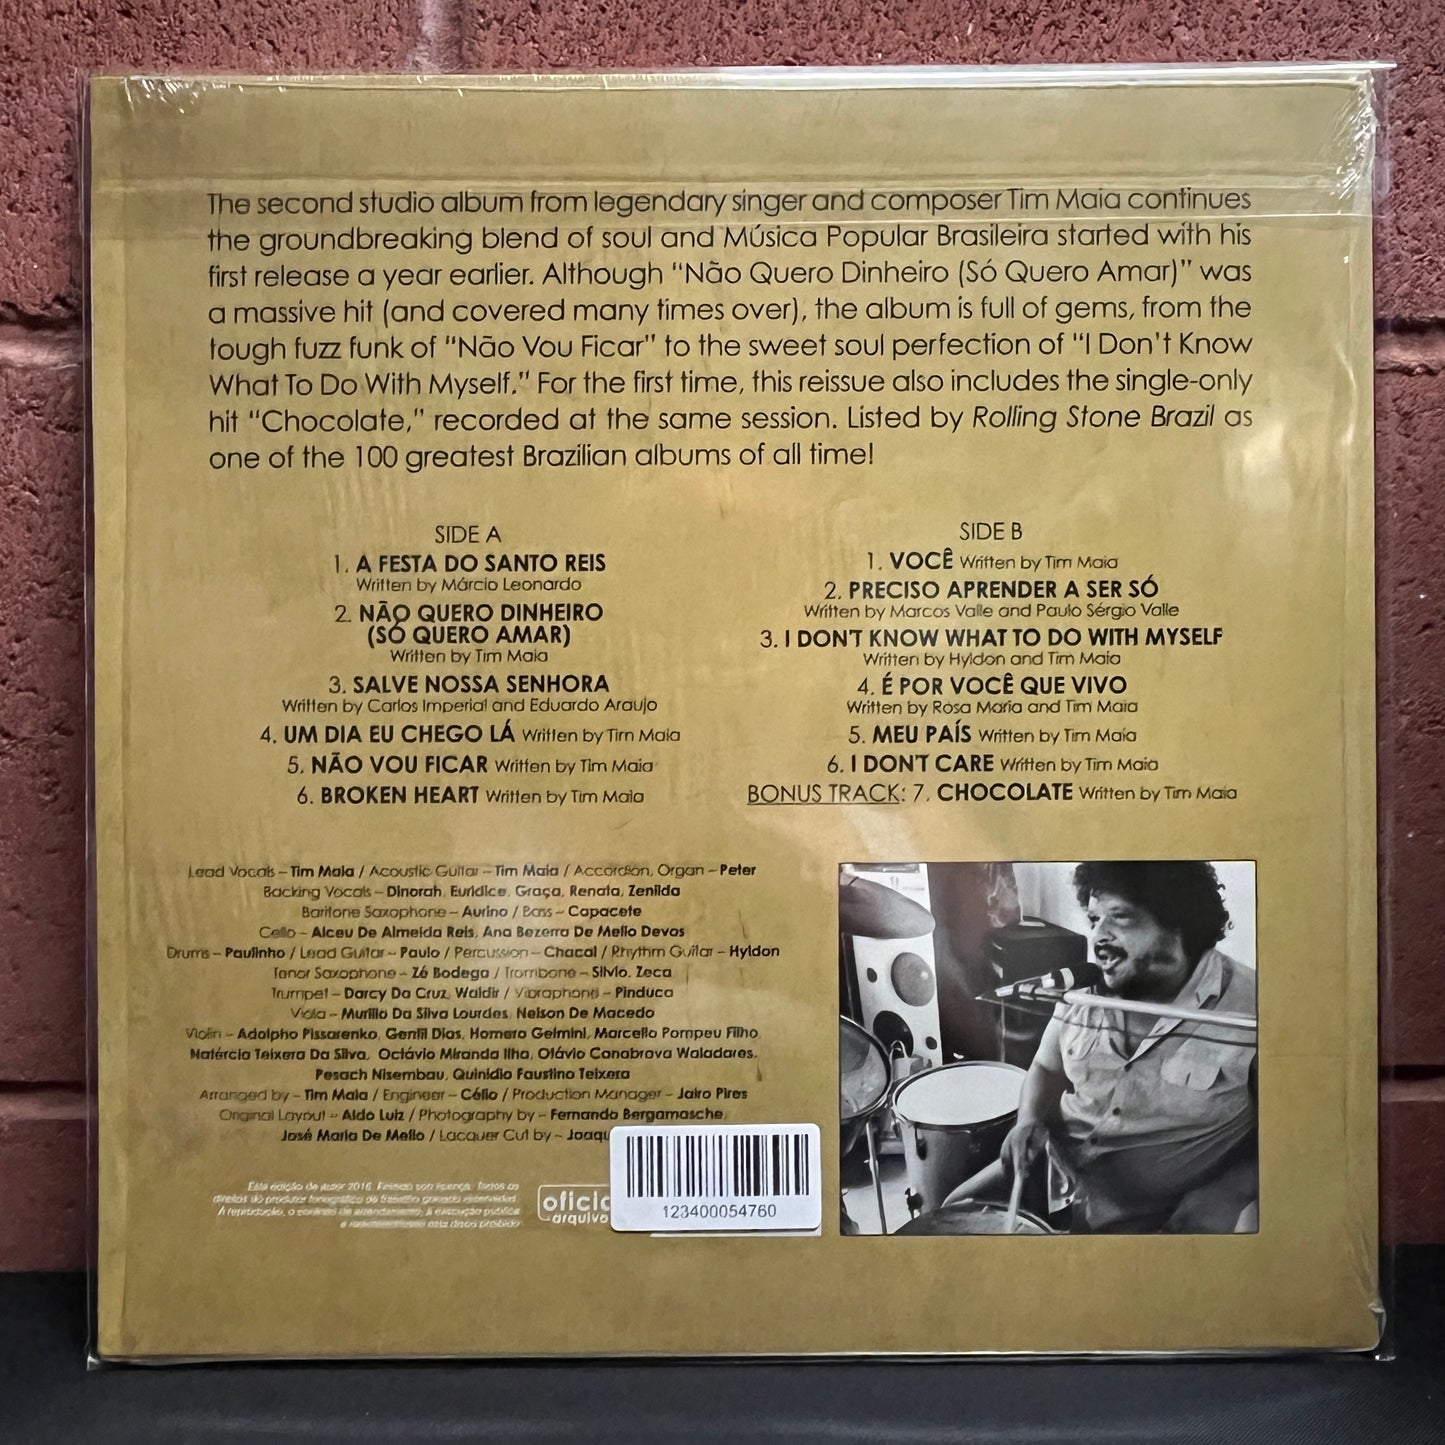 The second studio album from legendary singer and composer Tim Maia continues
the groundbreaking blend of soul and Música Popular Brasileira started with his
first release a year earlier. Although “Não Quero Dinheiro (Só Quero Amar)” was
a massive hit (and covered many times over), the album is full of gems, from the
tough fuzz funk of “Não Vou Ficar” to the sweet soul perfection of “I Don’t Know
What To Do With Myself.” For the first time, this reissue also includes the single-only
hit “Chocolate,” recorded at the same session. Listed by Rolling Stone Brazil as
one of the 100 greatest Brazilian albums of all time!
SIDE A
1. A FESTA DO SANTO REIS
Written by Márcio Leonardo
2. NÃO QUERO DINHEIRO
(SÓ QUERO AMAR)
Written by Tim Maia
3. SALVE NOSSA SENHORA
Written by Carlos Imperial and Eduardo Araujo
4. UM DIA EU CHEGO LÁ Written by Tim Maia
5. NÃO VOU FICAR Written by Tim Maia
6. BROKEN HEART Written by Tim Maia
SIDE B
1. VOCÊ Written by Tim Maia
2. PRECISO APRENDER A SER SÓ
Written by Marcos Valle and Paulo Sérgio Valle
3. I DON'T KNOW WHAT TO DO WITH MYSELF
Written by Hyldon and Tim Maia
4. É POR VOCÊ QUE VIVO
Written by Rosa Maria and Tim Maia
5. MEU PAÍS Written by Tim Maia
6. I DON'T CARE Written by Tim Maia
BONUS TRACK: 7. CHOCOLATE Written by Tim Maia
Lead Vocals – Tim Maia / Acoustic Guitar – Tim Maia / Accordion, Organ – Peter
Backing Vocals – Dinorah, Euridice, Graça, Renata, Zenilda
Baritone Saxophone – Aurino / Bass – Capacete
Cello – Alceu De Almeida Reis, Ana Bezerra De Mello Devos
Drums – Paulinho / Lead Guitar – Paulo / Percussion – Chacal / Rhythm Guitar – Hyldon
Tenor Saxophone – Zé Bodega / Trombone – Silvio, Zeca
Trumpet – Darcy Da Cruz, Waldir / Vibraphone – Pinduca
Viola – Murillo Da Silva Lourdes, Nelson De Macedo
Violin – Adolpho Pissarenko, Gentil Dias, Homero Gelmini, Marcello Pompeu Filho,
Natércia Teixera Da Silva, Octávio Miranda Ilha, Otávio Canabrava Waladares,
Pesach Nisembau, Quinidio Faustino Teixera
Arranged by – Tim Maia / Engineer – Célio / Production Manager – Jairo Pires
Original Layout – Aldo Luiz / Photography by – Fernando Bergamasche,
José Maria De Mello / Lacquer Cut by – Joaqu
oficia
arquivo
123400054760